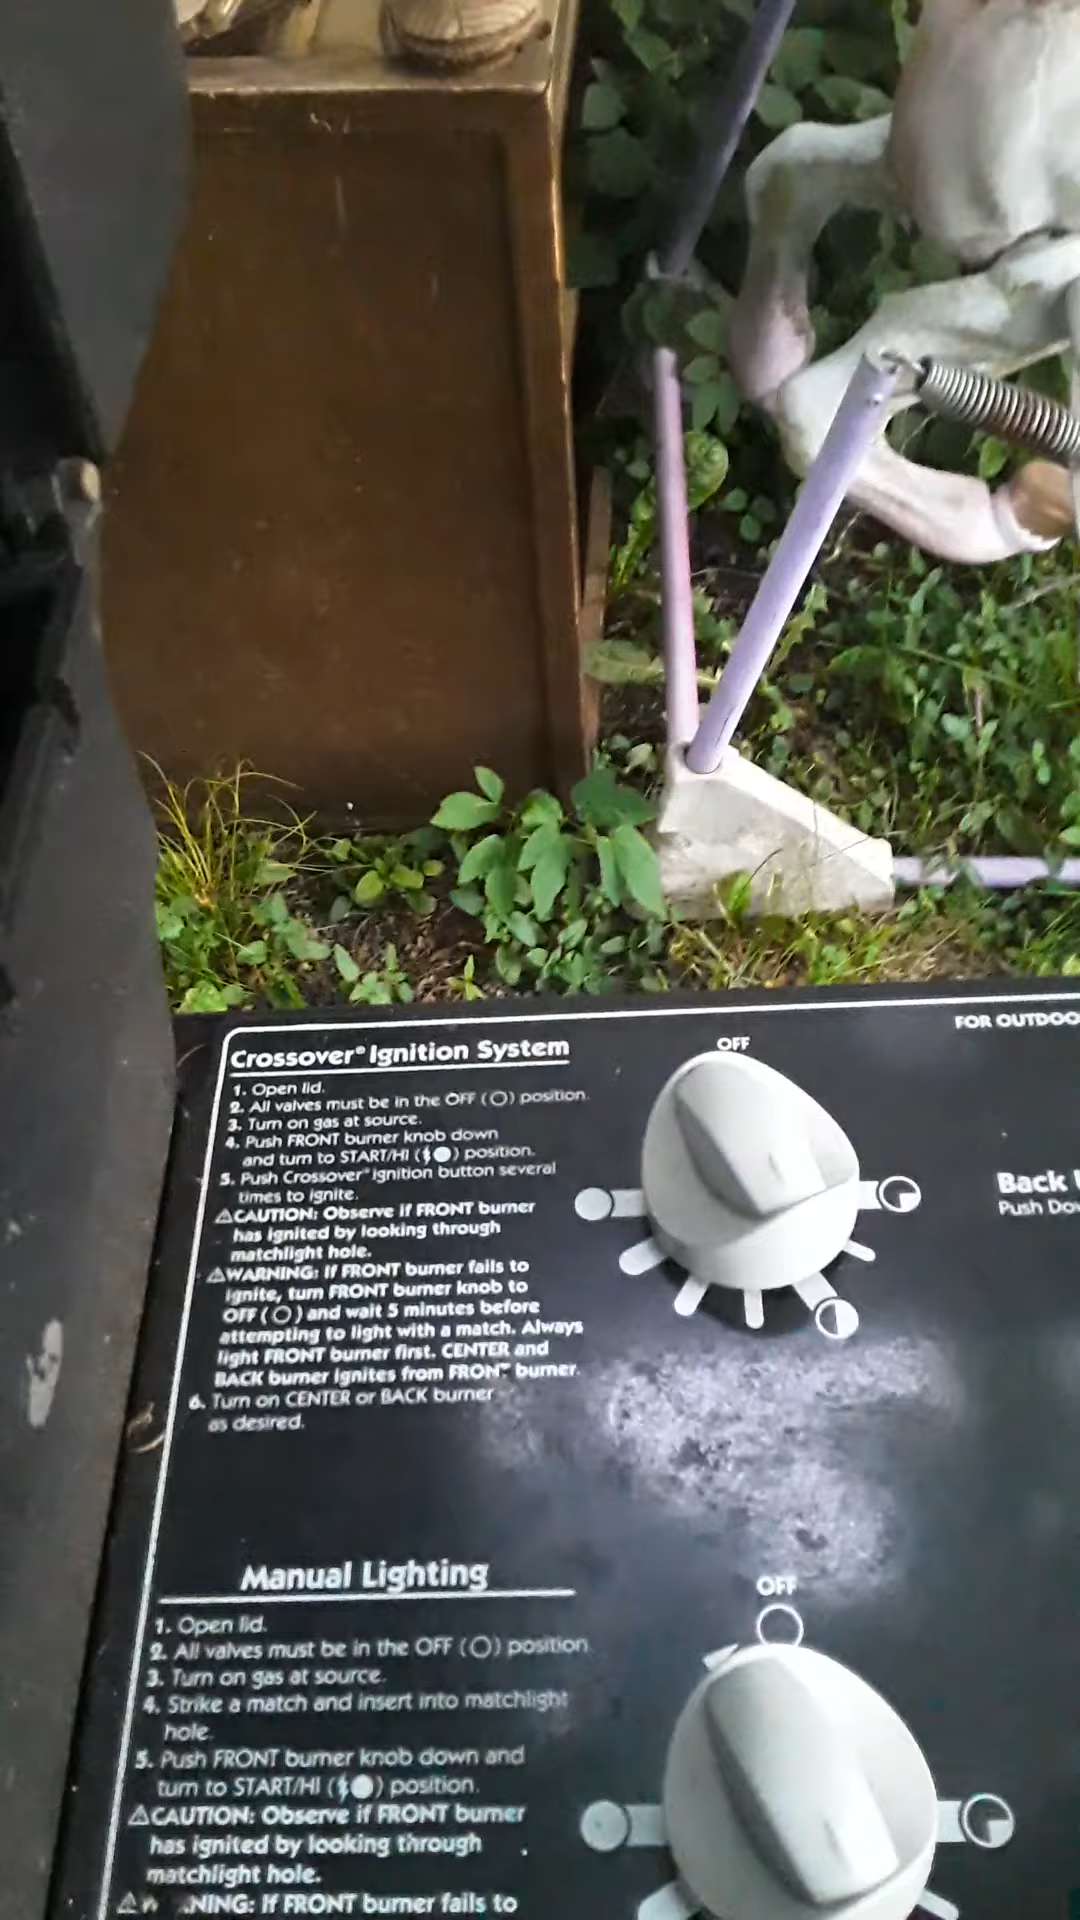 FOR OUTDOO
Crossover® Ignition System
1. Open lid.
2. All valves must be in the OFF (○) position.
3. Turn on gas at source.
4. Push FRONT burner knob down
and turn to START/HI ( ●) position.
5. Push Crossover® ignition button several
times to ignite.
⚠CAUTION: Observe if FRONT burner
has ignited by looking through
matchlight hole.
⚠WARNING: If FRONT burner fails to
ignite, turn FRONT burner knob to
OFF (○) and wait 5 minutes before
attempting to light with a match. Always
light FRONT burner first. CENTER and
BACK burner ignites from FRONT burner.
6. Turn on CENTER or BACK burner
as desired.
OFF
Back
Push Dow
Manual Lighting
1. Open lid.
2. All valves must be in the OFF (○) position
3. Turn on gas at source.
4. Strike a match and insert into matchlight
hole.
5. Push FRONT burner knob down and
turn to START/HI ( ●) position.
⚠CAUTION: Observe if FRONT burner
has ignited by looking through
matchlight hole.
⚠ NING: If FRONT burner fails to
OFF